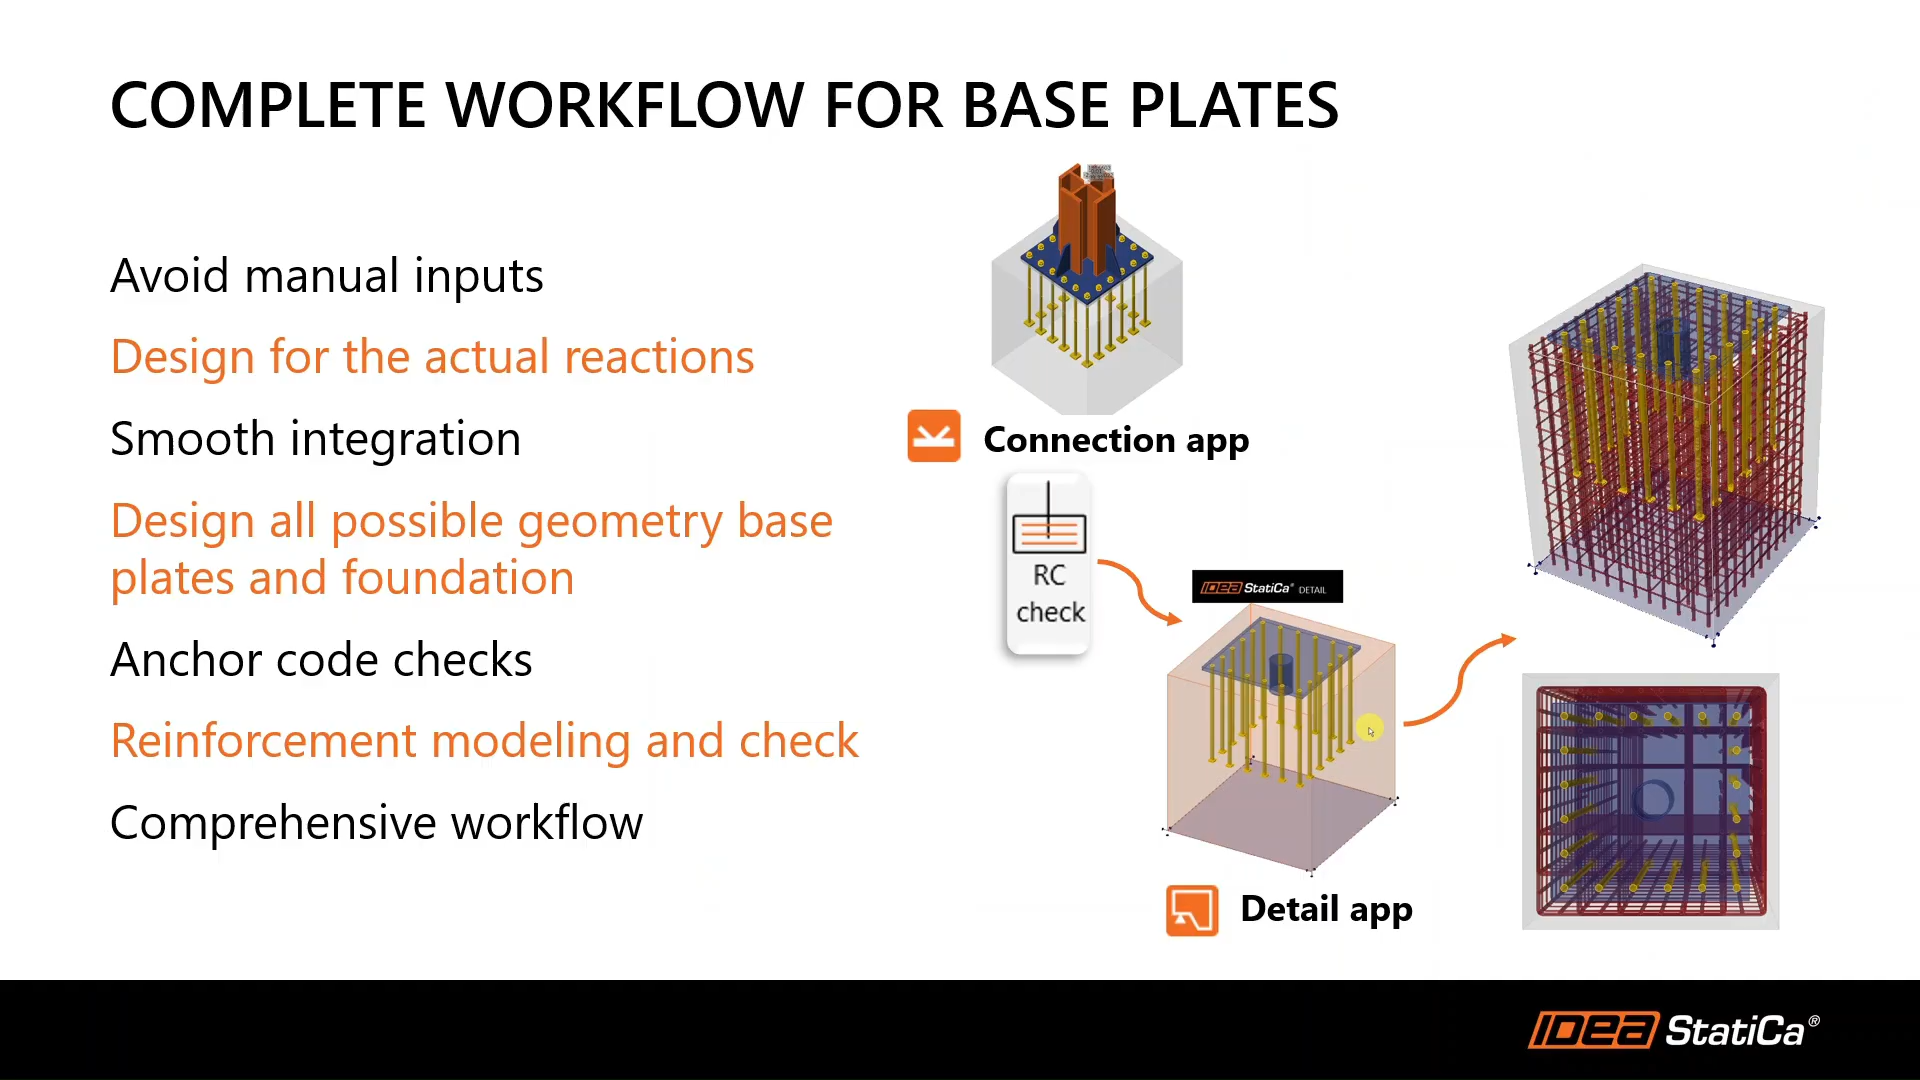 COMPLETE WORKFLOW FOR BASE PLATES
Avoid manual inputs
Design for the actual reactions
Smooth integration
Design all possible geometry base
plates and foundation
Anchor code checks
Reinforcement modeling and check
Comprehensive workflow
Connection app
RC
check
IDEA StatiCa® DETAIL
Detail app
IDEA StatiCa®